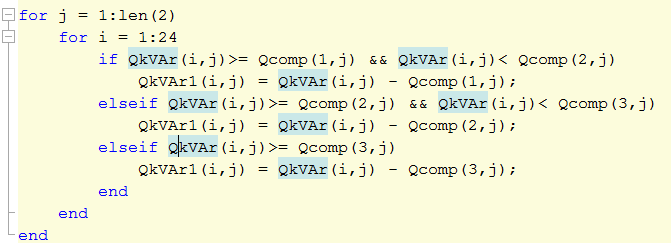 for j = 1:len(2)
for i = 1:24
if QkVAr(i,j)>= Qcomp(1,j) && QkVAr(i,j)< Qcomp(2,j)
QkVAr1(i,j) = QkVAr(i,j) - Qcomp(1,j);
elseif QkVAr(i,j)>= Qcomp(2,j) && QkVAr(i,j)< Qcomp(3,j)
QkVAr1(i,j) = QkVAr(i,j) - Qcomp(2,j);
elseif QkVAr(i,j)>= Qcomp(3,j)
QkVAr1(i,j) = QkVAr(i,j) - Qcomp(3,j);
end
end
end